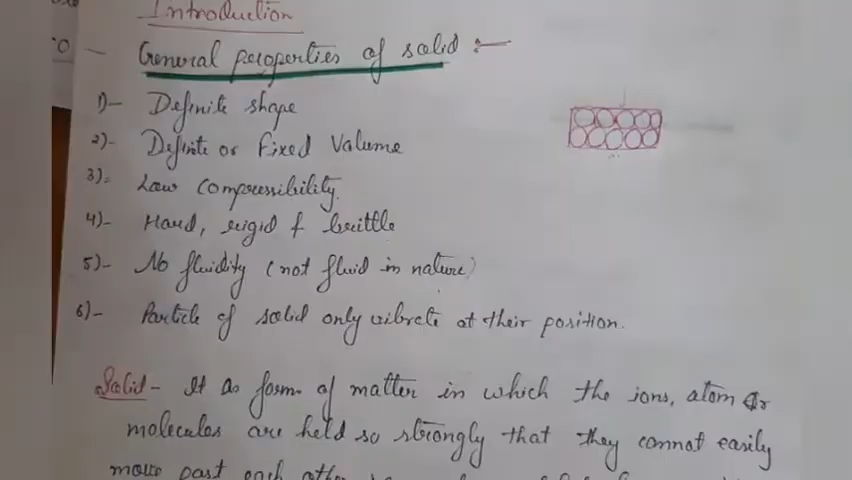 Introduction
General properties of solid :-
1)- Definite shape
2)- Definite or Fixed Volume
3)- Low Compressibility.
4)- Hard, rigid & brittle
5)- No fluidity (not fluid in nature)
6)- Particle of solid only vibrate at their position.
Solid - It is form of matter in which the ions, atom or
molecules are held so strongly that they cannot easily
move past each other